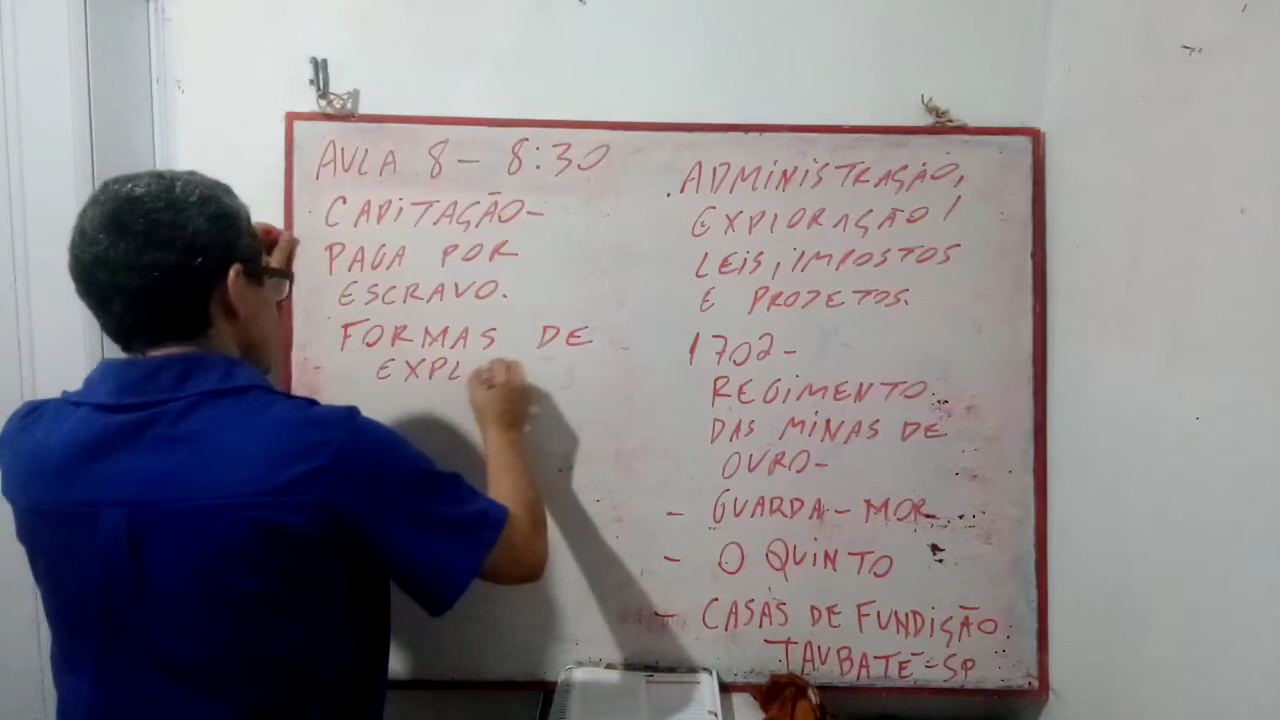 AULA 8 - 8:30
CAPITAÇÃO-
PAGA POR
ESCRAVO.
FORMAS DE
EXPL
.ADMINISTRAÇÃO,
EXPLORAÇÃO!
LEIS, IMPOSTOS
E PROJETOS.
1702-
REGIMENTO
DAS MINAS DE
OURO-
- GUARDA-MOR
- O QUINTO
- CASAS DE FUNDIÇÃO.
TAUBATÉ-SP